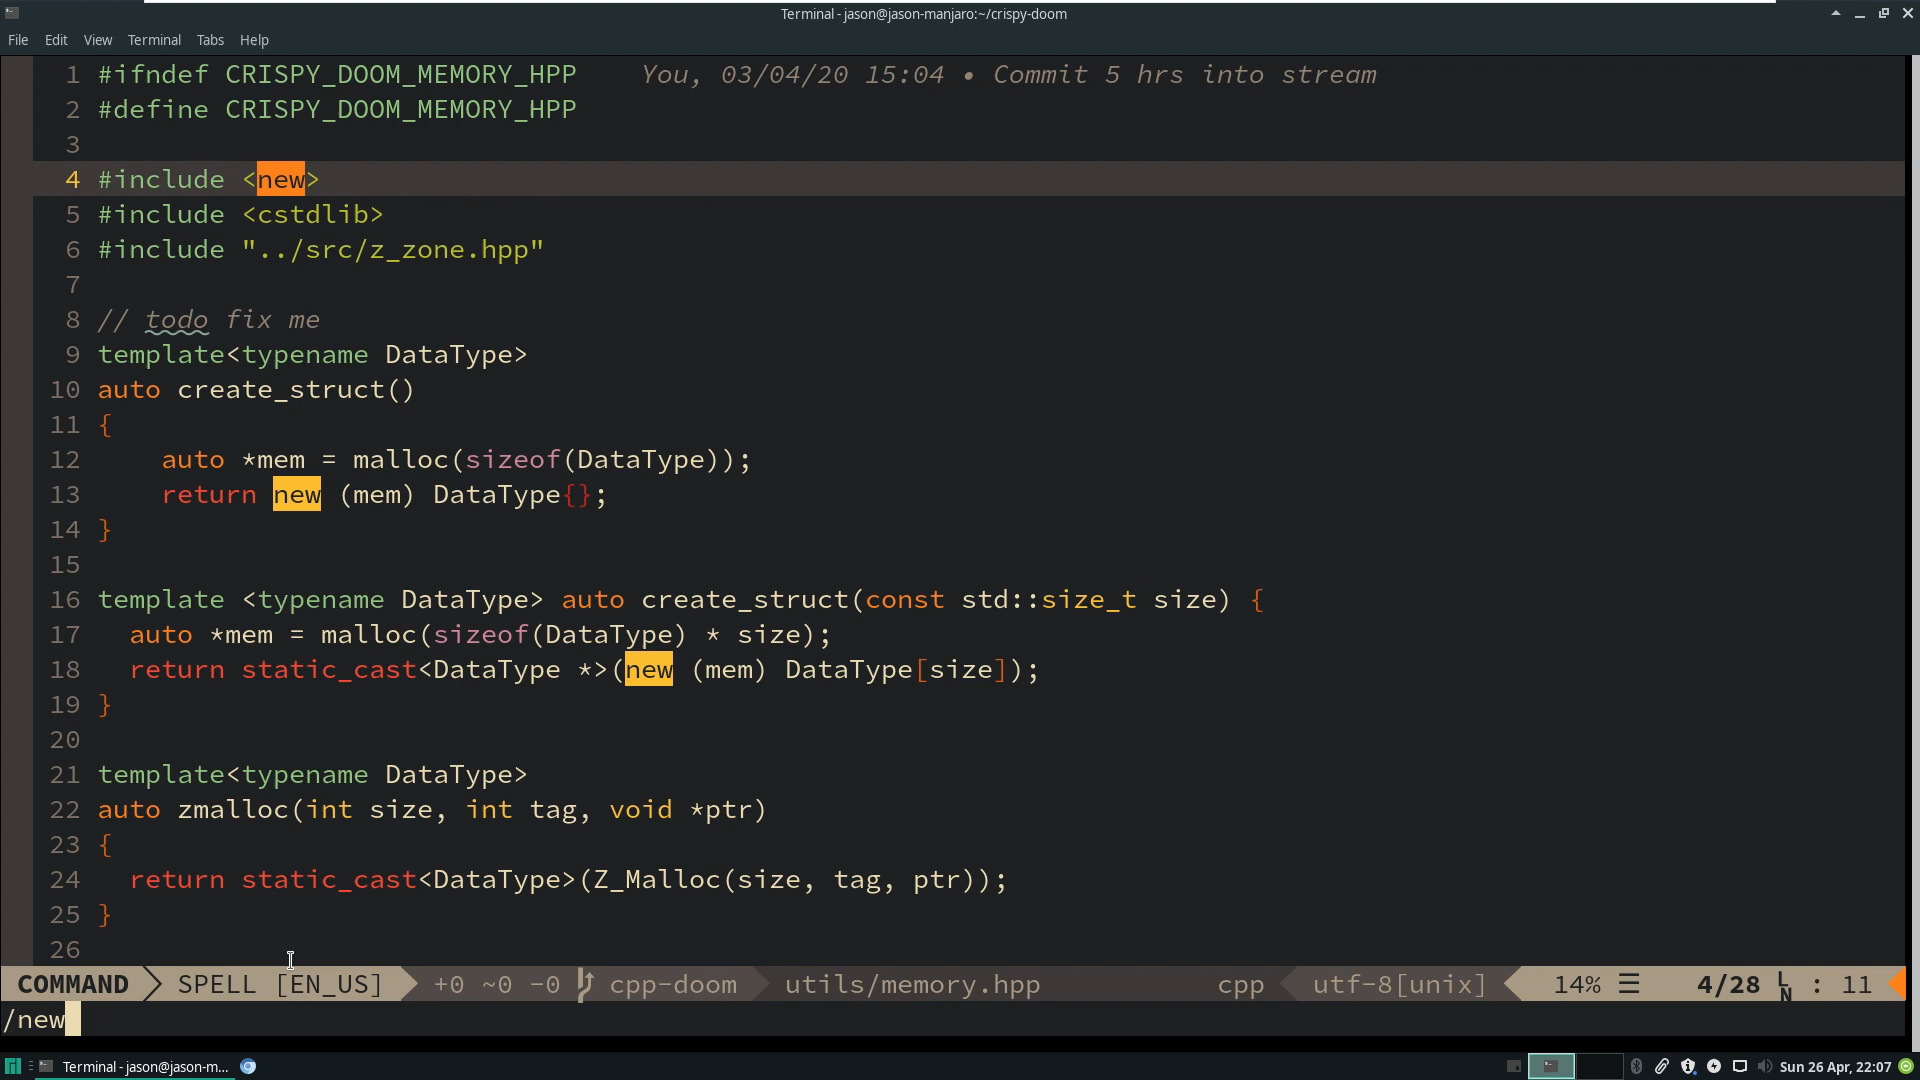 Terminal - jason@jason-manjaro:~/crispy-doom
File Edit View Terminal Tabs Help
1 #ifndef CRISPY_DOOM_MEMORY_HPP You, 03/04/20 15:04 • Commit 5 hrs into stream
2 #define CRISPY_DOOM_MEMORY_HPP
3
4 #include <new>
5 #include <cstdlib>
6 #include "../src/z_zone.hpp"
7
8 // todo fix me
9 template<typename DataType>
10 auto create_struct()
11 {
12     auto *mem = malloc(sizeof(DataType));
13     return new (mem) DataType{};
14 }
15
16 template <typename DataType> auto create_struct(const std::size_t size) {
17   auto *mem = malloc(sizeof(DataType) * size);
18   return static_cast<DataType *>(new (mem) DataType[size]);
19 }
20
21 template<typename DataType>
22 auto zmalloc(int size, int tag, void *ptr)
23 {
24   return static_cast<DataType>(Z_Malloc(size, tag, ptr));
25 }
26
COMMAND SPELL [EN_US] +0 ~0 -0 cpp-doom utils/memory.hpp cpp utf-8[unix] 14% ☰ 4/28 LN : 11
/new
Terminal - jason@jason-m... Sun 26 Apr, 22:07